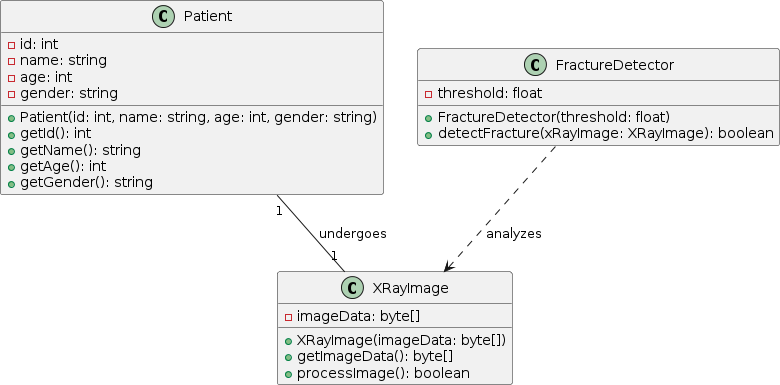 C Patient
id: int
name: string
age: int
gender: string
Patient(id: int, name: string, age: int, gender: string)
getId(): int
getName(): string
getAge(): int
getGender(): string
C FractureDetector
threshold: float
FractureDetector(threshold: float)
detectFracture(xRayImage: XRayImage): boolean
1
undergoes
1
analyzes
C XRayImage
imageData: byte[]
XRayImage(imageData: byte[])
getImageData(): byte[]
processImage(): boolean